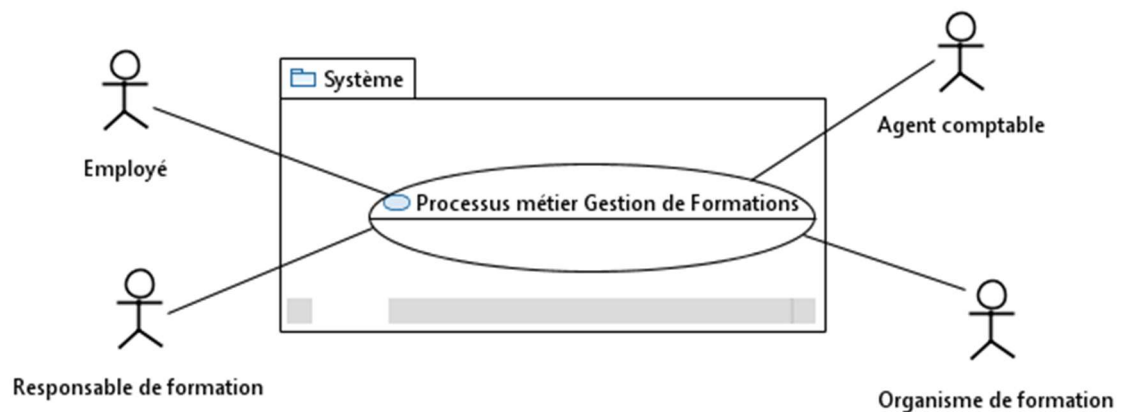 Système
Agent comptable
Employé
Processus métier Gestion de Formations
Responsable de formation
Organisme de formation